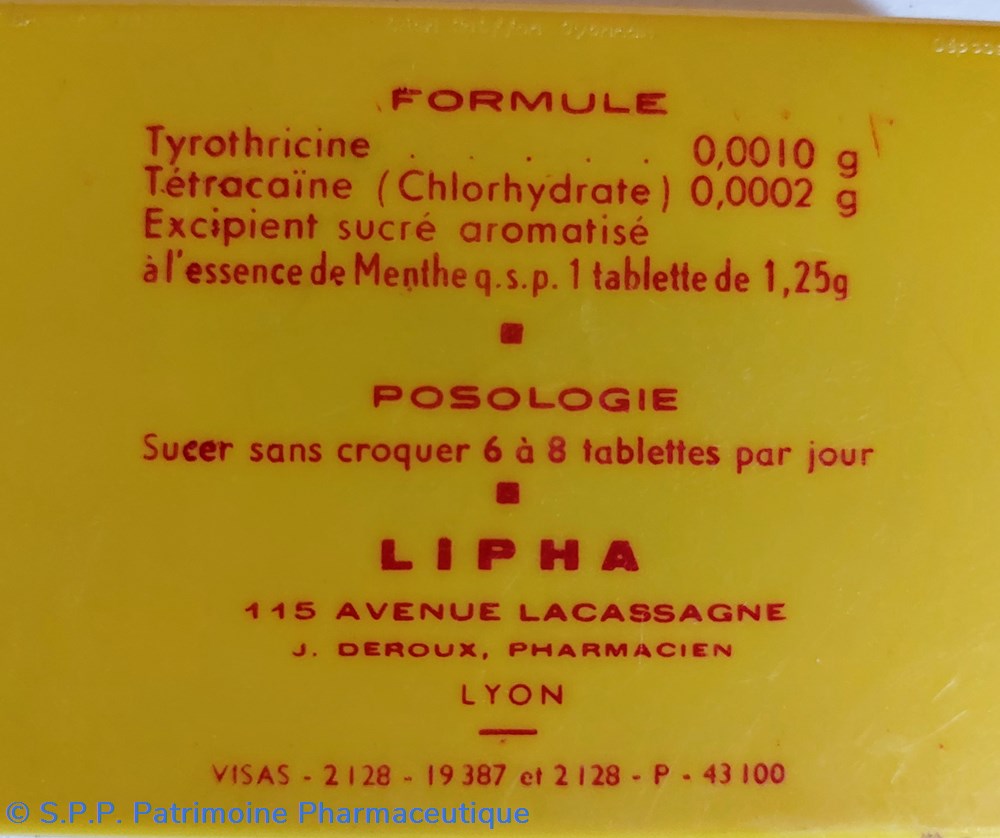 FORMULE
Tyrothricine . . . . . 0,0010 g
Tétracaïne (Chlorhydrate) 0,0002 g
Excipient sucré aromatisé
à l'essence de Menthe q.s.p. 1 tablette de 1,25g
POSOLOGIE
Sucer sans croquer 6 à 8 tablettes par jour
LIPHA
115 AVENUE LACASSAGNE
J. DEROUX, PHARMACIEN
LYON
VISAS - 2128 - 19387 et 2128 - P - 43100
© S.P.P. Patrimoine Pharmaceutique